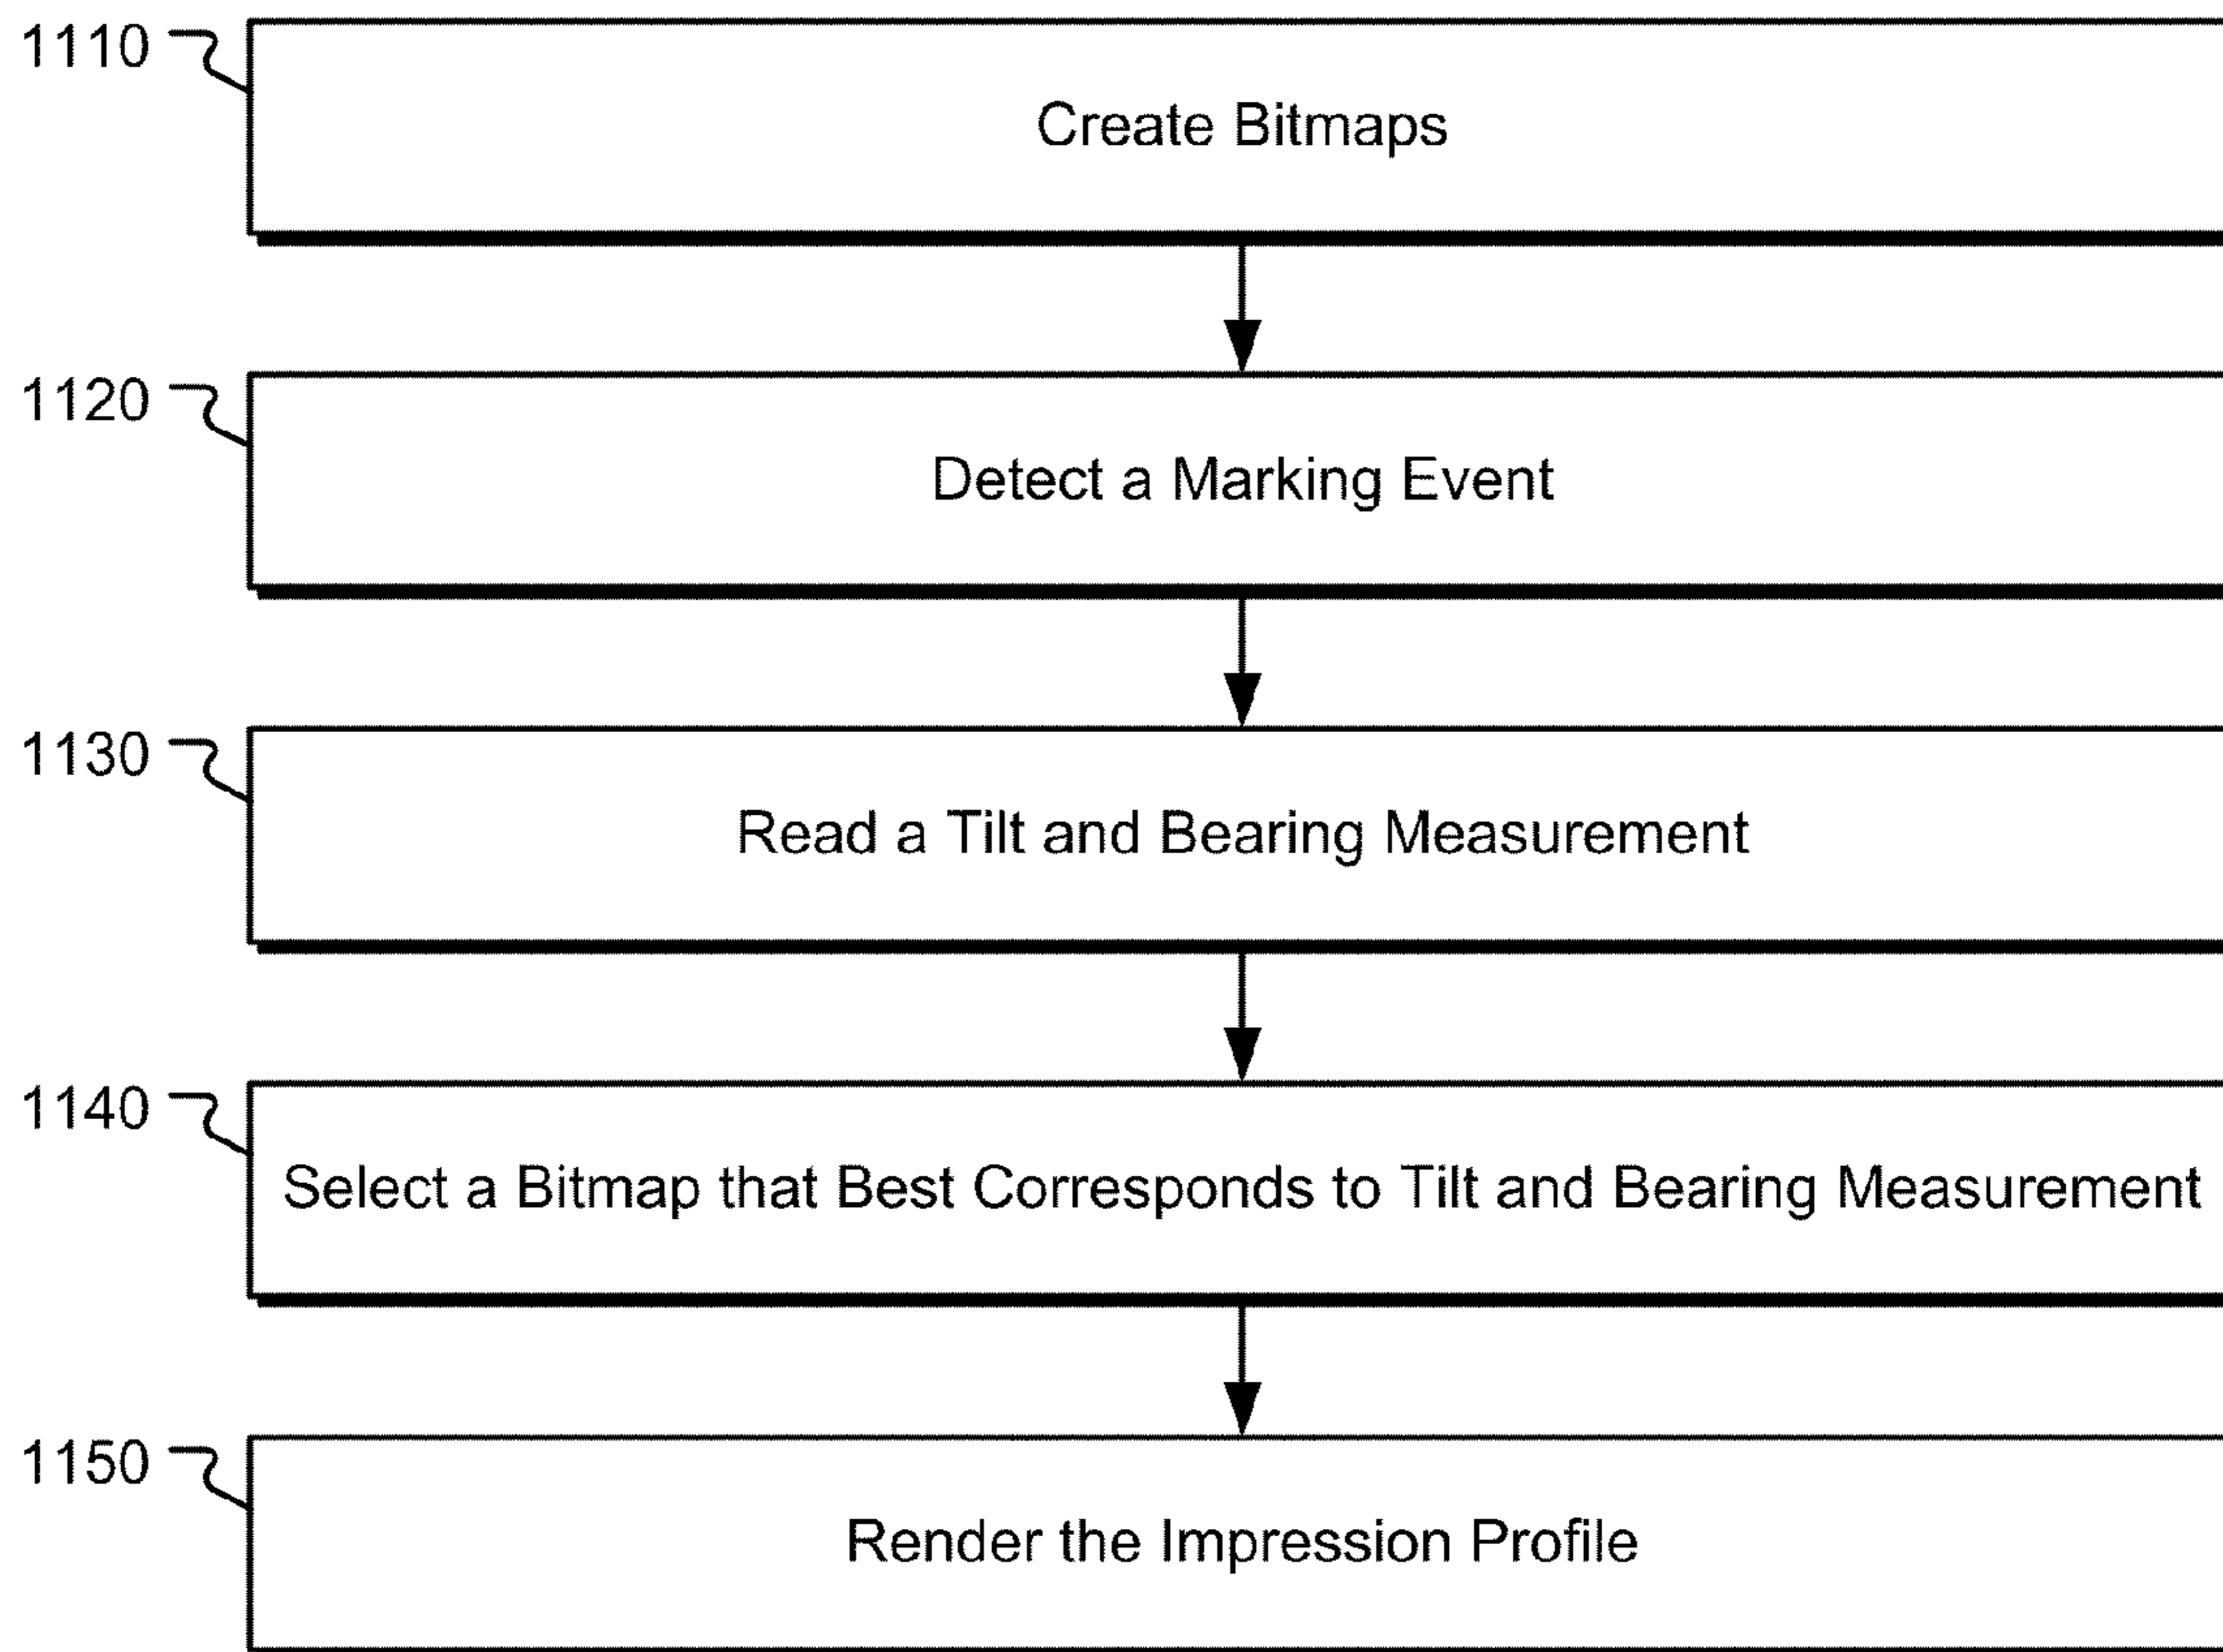 1110
Create Bitmaps
1120
Detect a Marking Event
1130
Read a Tilt and Bearing Measurement
1140
Select a Bitmap that Best Corresponds to Tilt and Bearing Measurement
1150
Render the Impression Profile